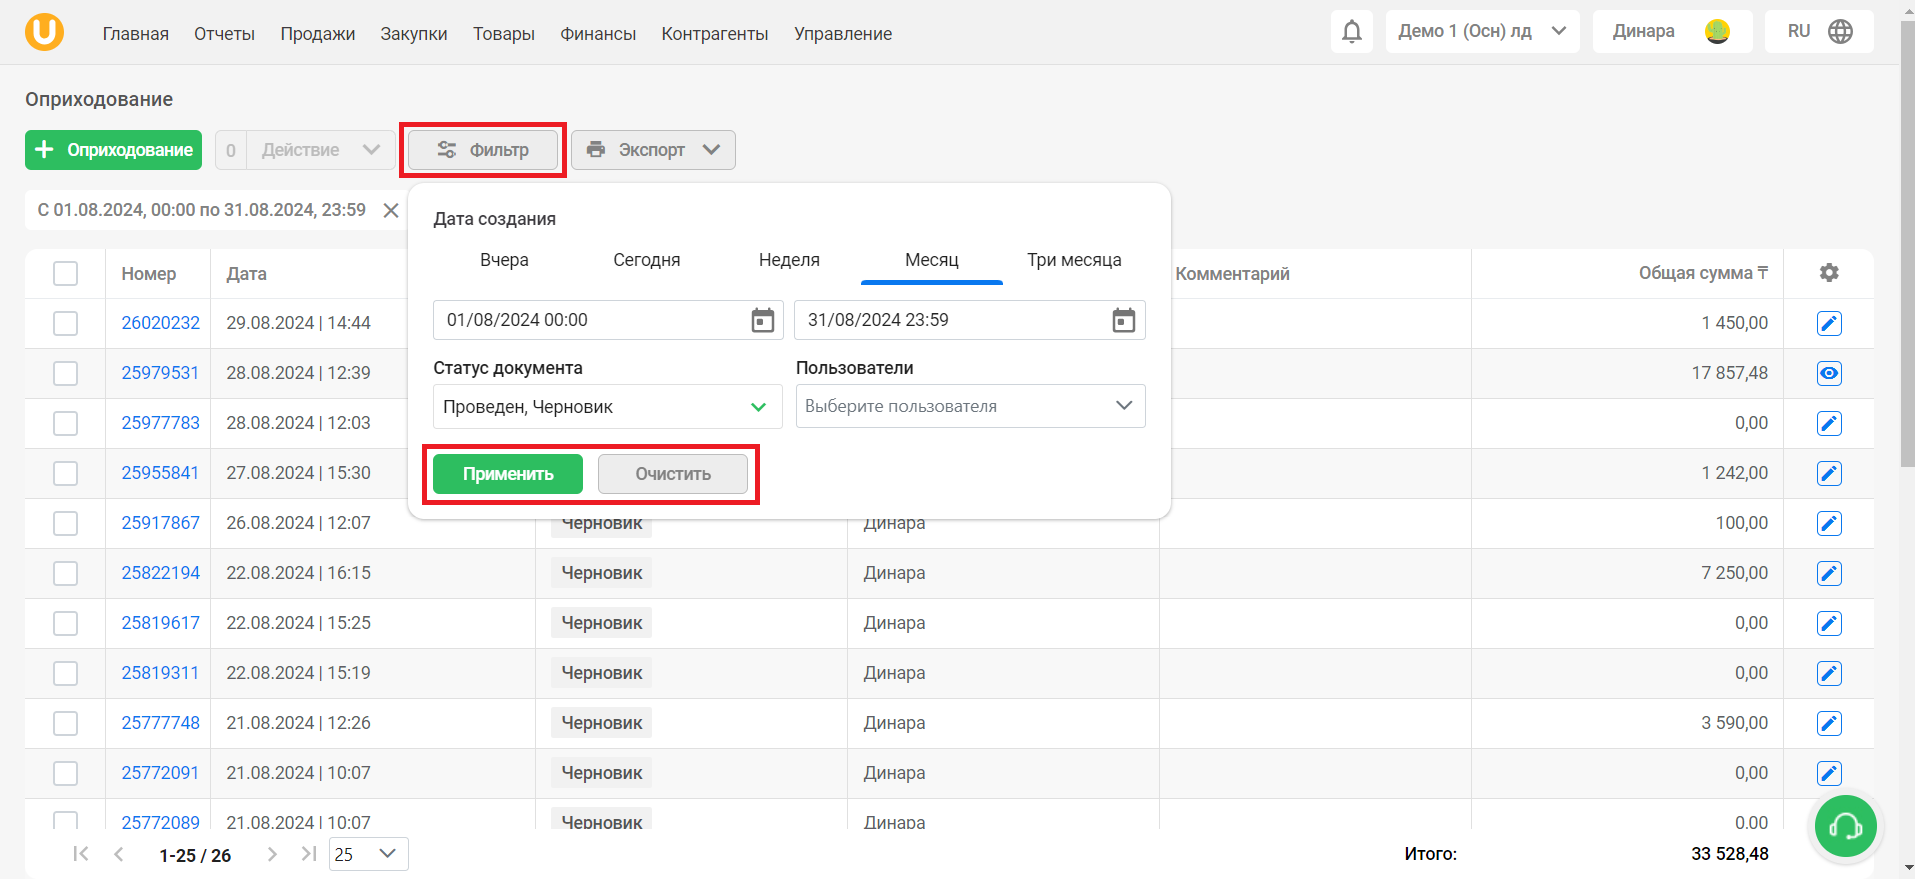 Главная Отчеты Продажи Закупки Товары Финансы Контрагенты Управление Демо 1 (Осн) лд Динара RU
Оприходование
Оприходование 0 Действие Фильтр Экспорт
С 01.08.2024, 00:00 по 31.08.2024, 23:59
Дата создания
Вчера Сегодня Неделя Месяц Три месяца
01/08/2024 00:00 31/08/2024 23:59
Статус документа Пользователи
Проведен, Черновик Выберите пользователя
Применить Очистить
Номер Дата Комментарий Общая сумма ₸
26020232 29.08.2024 | 14:44 1 450,00
25979531 28.08.2024 | 12:39 17 857,48
25977783 28.08.2024 | 12:03 0,00
25955841 27.08.2024 | 15:30 1 242,00
25917867 26.08.2024 | 12:07 Черновик Динара 100,00
25822194 22.08.2024 | 16:15 Черновик Динара 7 250,00
25819617 22.08.2024 | 15:25 Черновик Динара 0,00
25819311 22.08.2024 | 15:19 Черновик Динара 0,00
25777748 21.08.2024 | 12:26 Черновик Динара 3 590,00
25772091 21.08.2024 | 10:07 Черновик Динара 0,00
25772089 21.08.2024 | 10:07 Черновик Динара 0,00
1-25 / 26 25 Итого: 33 528,48